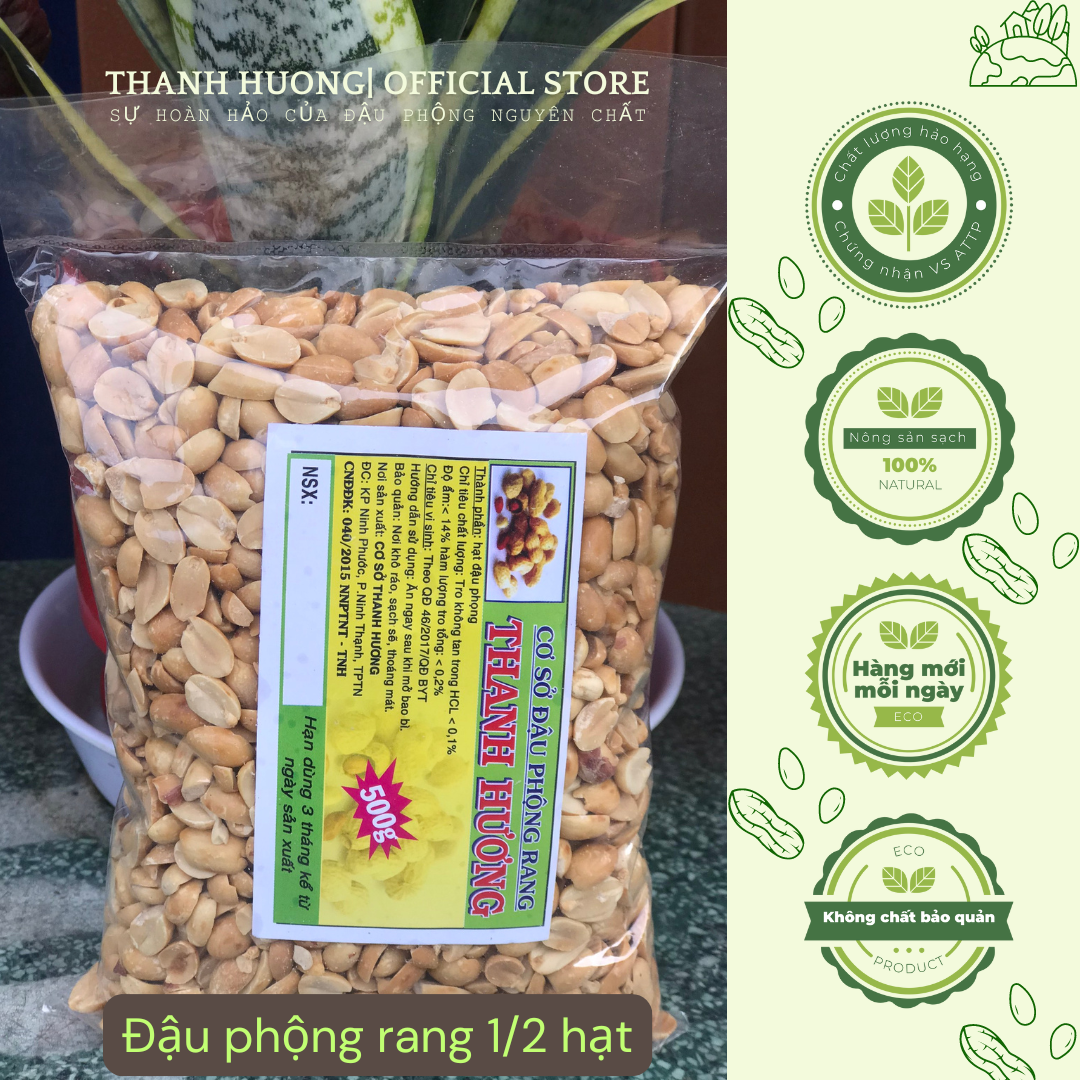 THANH HUONG| OFFICIAL STORE
SỰ HOÀN HẢO CỦA ĐẬU PHỘNG NGUYÊN CHẤT
CƠ SỞ ĐẬU PHỘNG RANG
THANH HƯƠNG
Thành phần: hạt đậu phọng
Chỉ tiêu chất lượng: Tro không tan trong HCL < 0,1%
Độ ẩm:< 14% hàm lượng tro tổng: < 0,2%
Chỉ tiêu vi sinh: Theo QĐ 46/2017/QĐ BYT
Hướng dẫn sử dụng: Ăn ngay sau khi mở bao bì.
Bảo quản: Nơi khô ráo, sạch sẽ, thoáng mát.
Nơi sản xuất: CƠ SỞ THANH HƯƠNG
ĐC: KP Ninh Phước, P.Ninh Thạnh, TPTN
CNĐĐK: 040/2015 NNPTNT - TNH
500g
NSX:
Hạn dùng 3 tháng kể từ
ngày sản xuất
Đậu phộng rang 1/2 hạt
Chất lượng hảo hạng
Chứng nhận VS ATTP
Nông sản sạch
100%
NATURAL
Hàng mới
mỗi ngày
ECO
ECO
Không chất bảo quản
PRODUCT